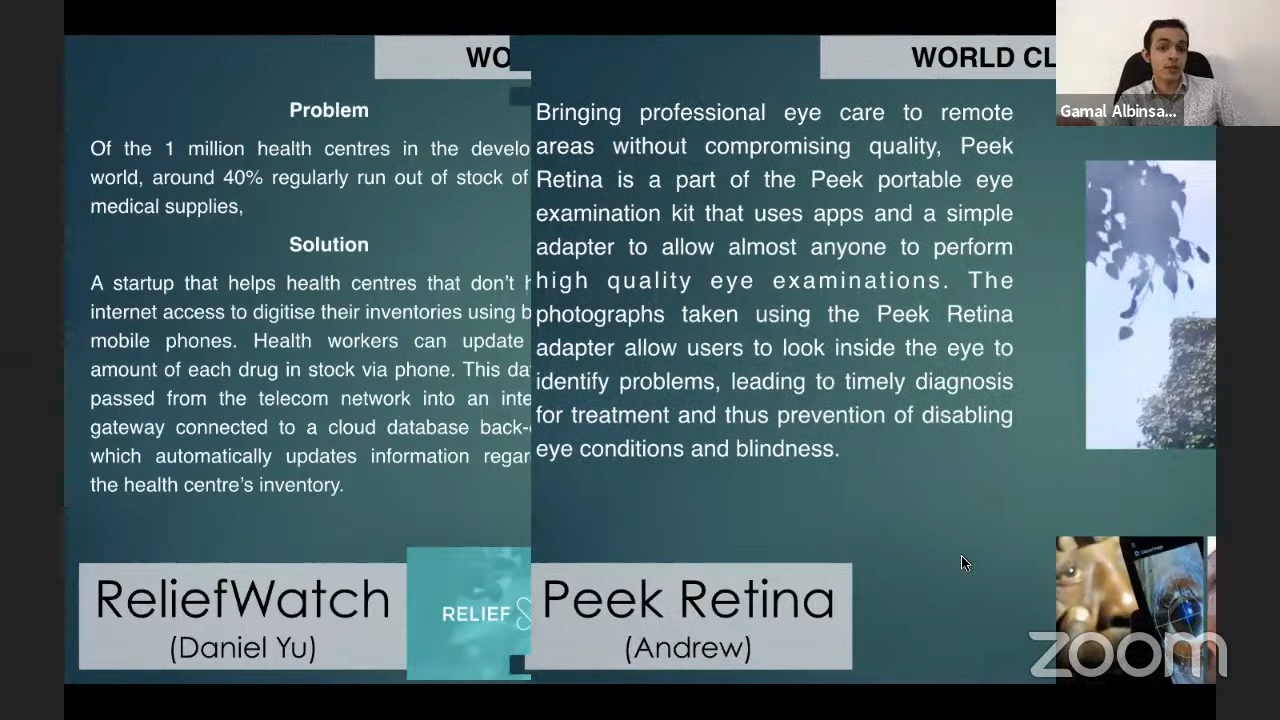 WO
Problem
Of the 1 million health centres in the develo
world, around 40% regularly run out of stock of
medical supplies,
Solution
A startup that helps health centres that don't h
internet access to digitise their inventories using b
mobile phones. Health workers can update
amount of each drug in stock via phone. This da
passed from the telecom network into an inte
gateway connected to a cloud database back-
which automatically updates information regar
the health centre's inventory.
ReliefWatch
(Daniel Yu)
RELIEF
WORLD CL
Bringing professional eye care to remote
areas without compromising quality, Peek
Retina is a part of the Peek portable eye
examination kit that uses apps and a simple
adapter to allow almost anyone to perform
high quality eye examinations. The
photographs taken using the Peek Retina
adapter allow users to look inside the eye to
identify problems, leading to timely diagnosis
for treatment and thus prevention of disabling
eye conditions and blindness.
Peek Retina
(Andrew)
Gamal Albinsa...
zoom